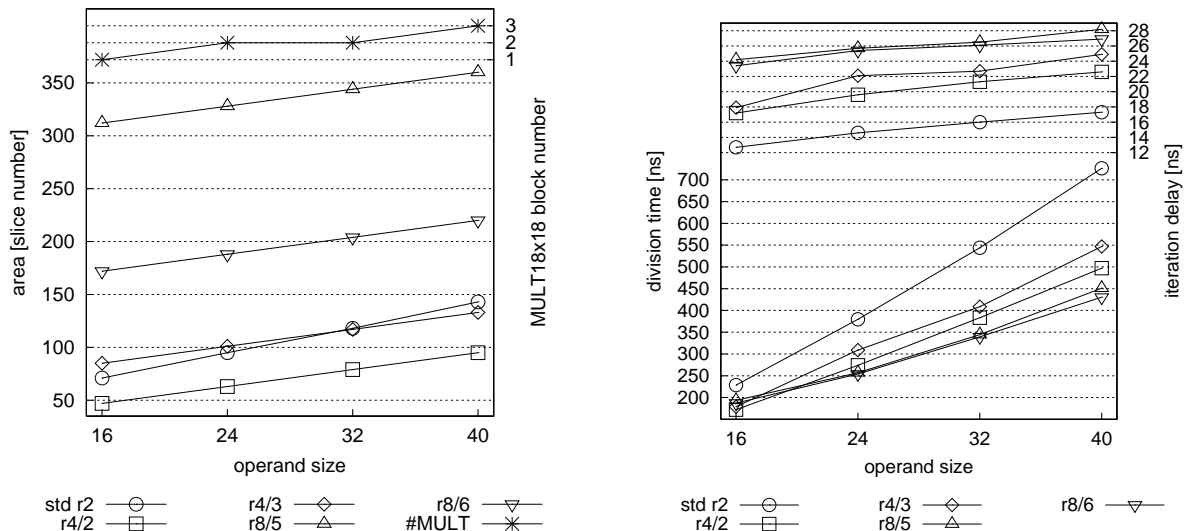 area [slice number]
350
300
250
200
150
100
50
3
2
1
MULT18x18 block number
16 24 32 40
operand size
std r2 r4/3 r8/6
r4/2 r8/5 #MULT
division time [ns]
700
650
600
550
500
450
400
350
300
250
200
28
26
24
22
20
18
16
14
12
iteration delay [ns]
16 24 32 40
operand size
std r2 r4/3 r8/6
r4/2 r8/5